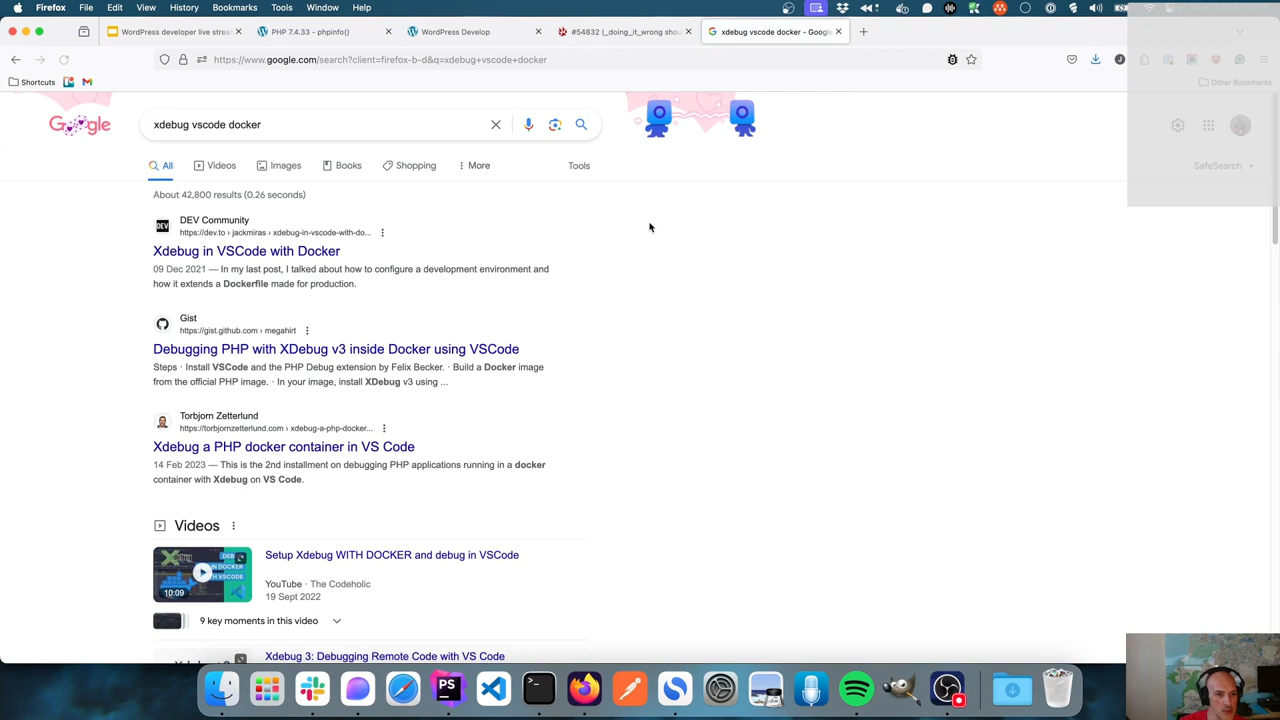 Firefox File Edit View History Bookmarks Tools Window Help
WordPress developer live strea
PHP 7.4.33 - phpinfo()
WordPress Develop
#54832 (_doing_it_wrong shou
xdebug vscode docker - Google
https://www.google.com/search?client=firefox-b-d&q=xdebug+vscode+docker
Shortcuts
Other Bookmarks
Google
xdebug vscode docker
All Videos Images Books Shopping More Tools
SafeSearch
About 42,800 results (0.26 seconds)
DEV Community
https://dev.to › jackmiras › xdebug-in-vscode-with-do...
Xdebug in VSCode with Docker
09 Dec 2021 — In my last post, I talked about how to configure a development environment and
how it extends a Dockerfile made for production.
Gist
https://gist.github.com › megahirt
Debugging PHP with XDebug v3 inside Docker using VSCode
Steps · Install VSCode and the PHP Debug extension by Felix Becker. · Build a Docker image
from the official PHP image. · In your image, install XDebug v3 using ...
Torbjorn Zetterlund
https://torbjornzetterlund.com › xdebug-a-php-docker...
Xdebug a PHP docker container in VS Code
14 Feb 2023 — This is the 2nd installment on debugging PHP applications running in a docker
container with Xdebug on VS Code.
Videos
Setup Xdebug WITH DOCKER and debug in VSCode
10:09
YouTube · The Codeholic
19 Sept 2022
9 key moments in this video
Xdebug 3: Debugging Remote Code with VS Code
PS